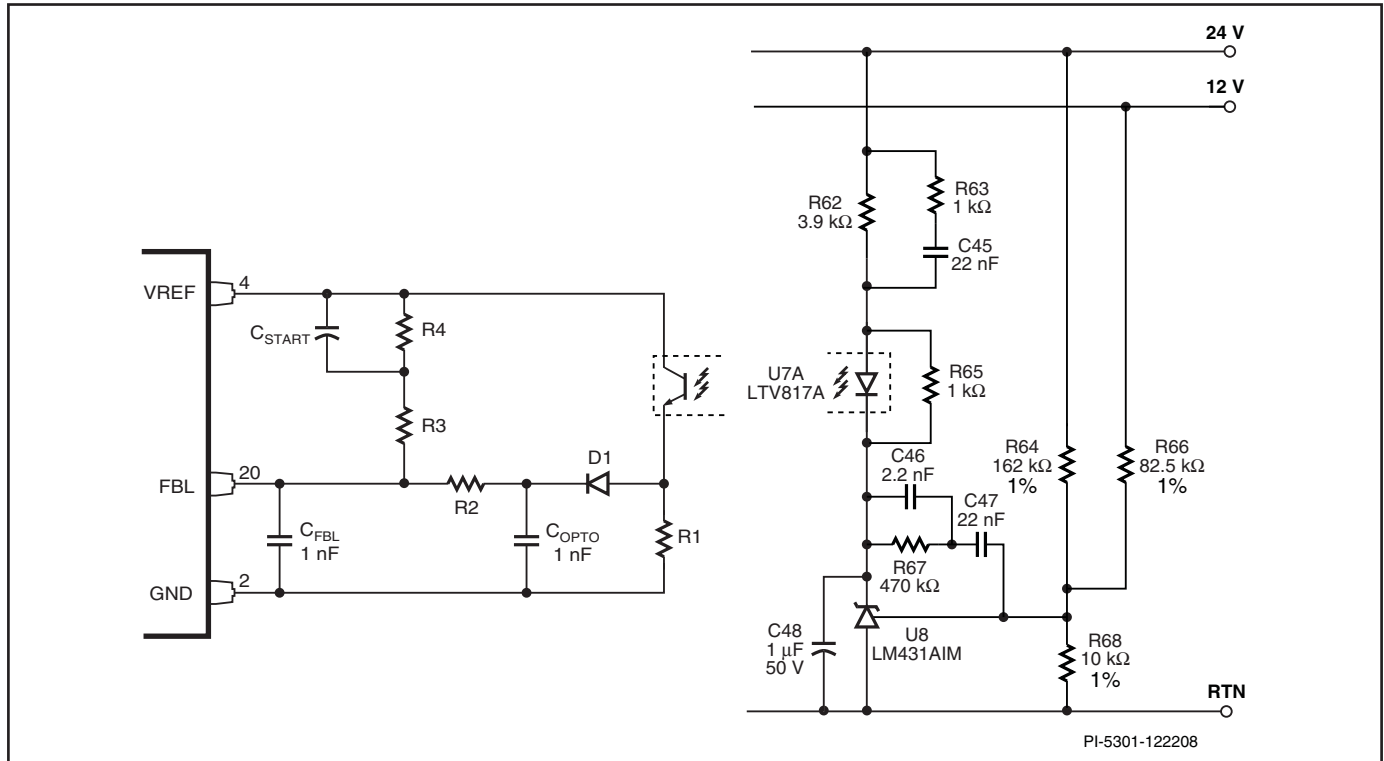 24 V
12 V
R62
3.9 kΩ
R63
1 kΩ
C45
22 nF
VREF
4
C_START
R4
R3
U7A
LTV817A
R65
1 kΩ
FBL
20
R2
D1
C_FBL
1 nF
C_OPTO
1 nF
R1
GND
2
C46
2.2 nF
C47
22 nF
R67
470 kΩ
R64
162 kΩ
1%
R66
82.5 kΩ
1%
C48
1 μF
50 V
U8
LM431AIM
R68
10 kΩ
1%
RTN
PI-5301-122208